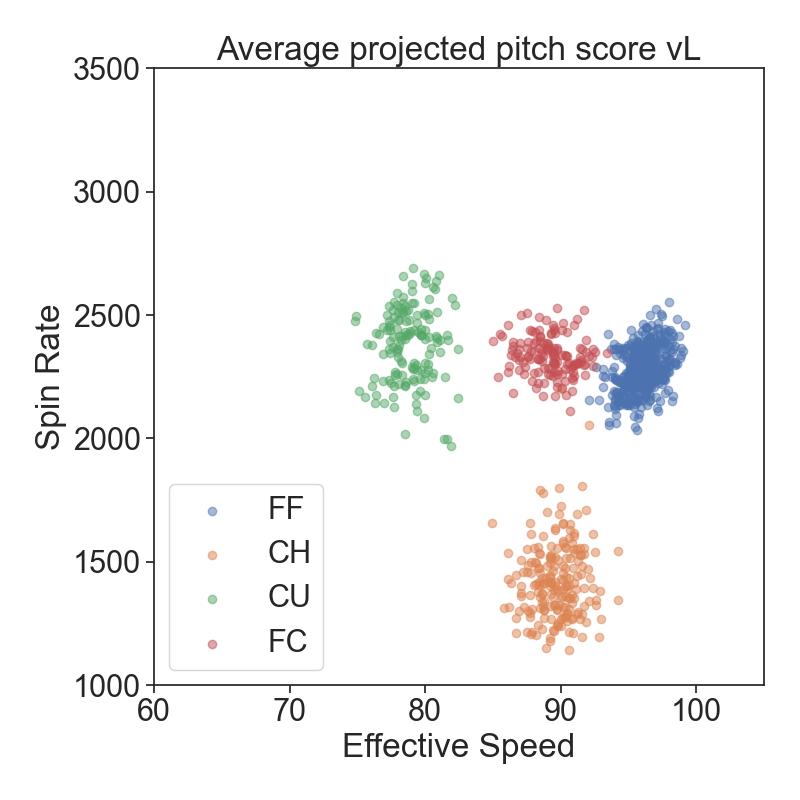 Average projected pitch score vL
3500
3000
2500
2000
1500
1000
Spin Rate
FF
CH
CU
FC
60
70
80
90
100
Effective Speed